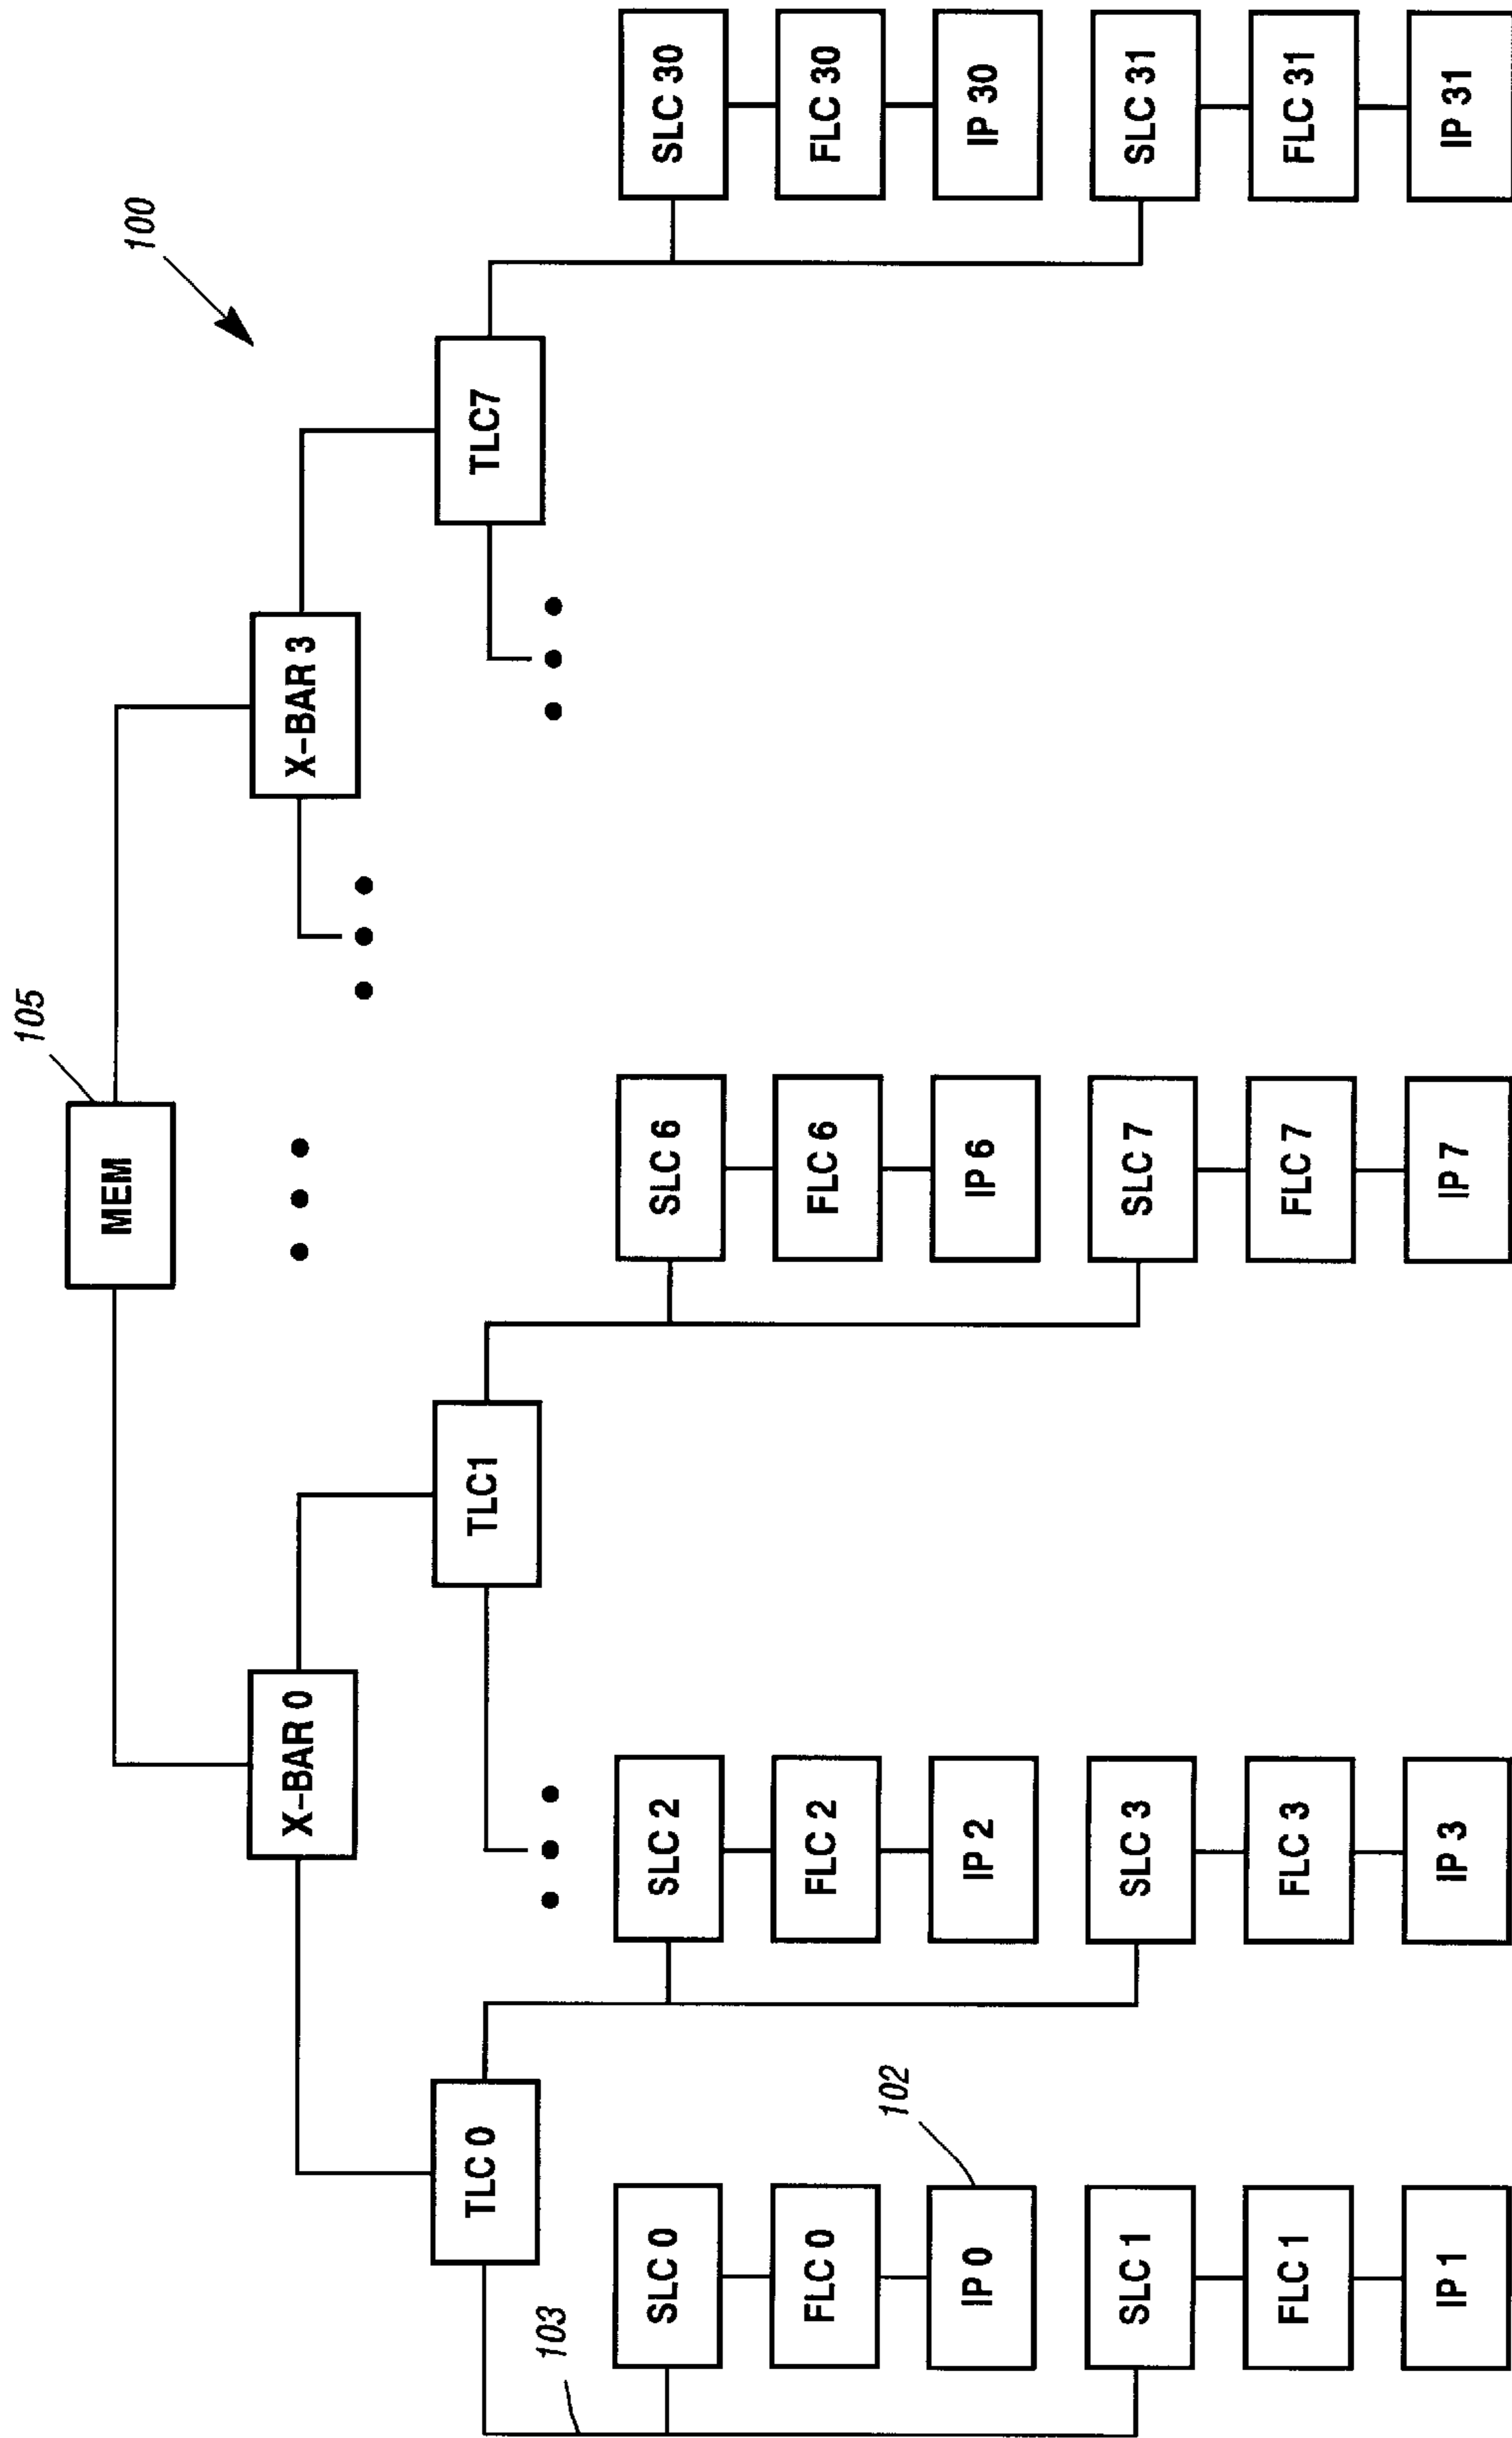 100
105
MEM
X-BAR 0
X-BAR 3
TLC 0
TLC1
TLC7
103
SLC 0
SLC 2
SLC 6
SLC 30
FLC 0
FLC 2
FLC 6
FLC 30
102
IP 0
IP 2
IP 6
IP 30
SLC 1
SLC 3
SLC 7
SLC 31
FLC 1
FLC 3
FLC 7
FLC 31
IP 1
IP 3
IP 7
IP 31